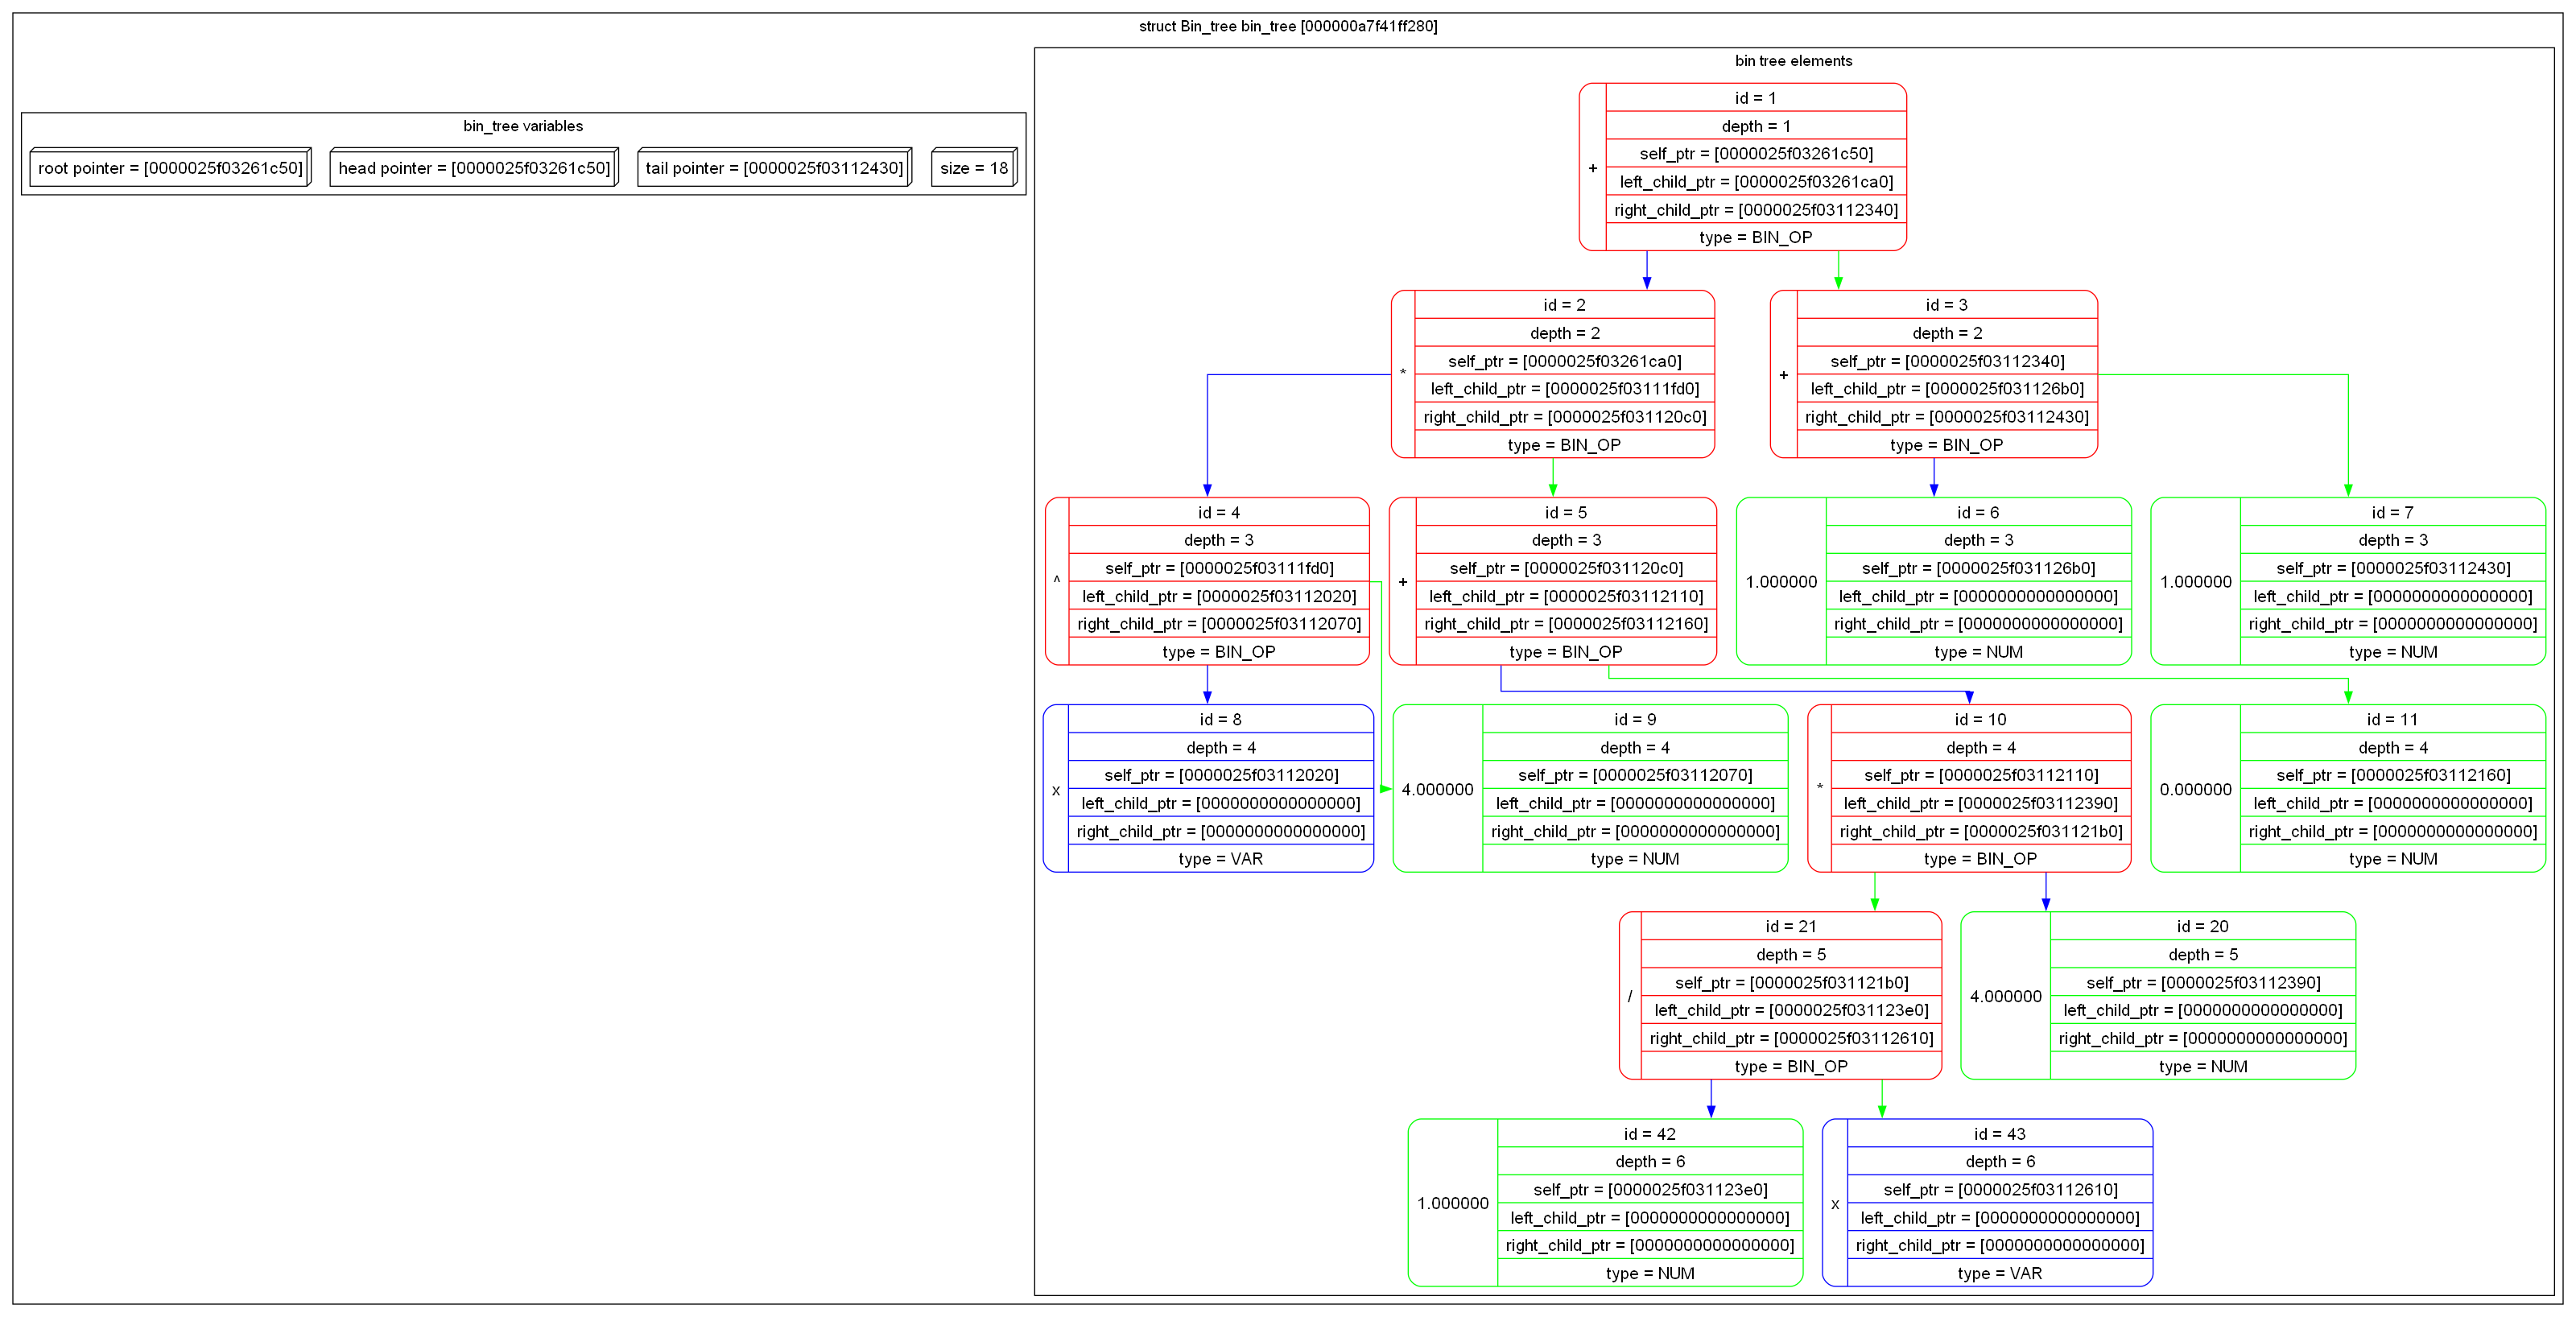 struct Bin_tree bin_tree [000000a7f41ff280]
bin_tree variables
root pointer = [0000025f03261c50]
head pointer = [0000025f03261c50]
tail pointer = [0000025f03112430]
size = 18
bin tree elements
+
id = 1
depth = 1
self_ptr = [0000025f03261c50]
left_child_ptr = [0000025f03261ca0]
right_child_ptr = [0000025f03112340]
type = BIN_OP
*
id = 2
depth = 2
self_ptr = [0000025f03261ca0]
left_child_ptr = [0000025f03111fd0]
right_child_ptr = [0000025f031120c0]
type = BIN_OP
+
id = 3
depth = 2
self_ptr = [0000025f03112340]
left_child_ptr = [0000025f031126b0]
right_child_ptr = [0000025f03112430]
type = BIN_OP
^
id = 4
depth = 3
self_ptr = [0000025f03111fd0]
left_child_ptr = [0000025f03112020]
right_child_ptr = [0000025f03112070]
type = BIN_OP
+
id = 5
depth = 3
self_ptr = [0000025f031120c0]
left_child_ptr = [0000025f03112110]
right_child_ptr = [0000025f03112160]
type = BIN_OP
1.000000
id = 6
depth = 3
self_ptr = [0000025f031126b0]
left_child_ptr = [0000000000000000]
right_child_ptr = [0000000000000000]
type = NUM
1.000000
id = 7
depth = 3
self_ptr = [0000025f03112430]
left_child_ptr = [0000000000000000]
right_child_ptr = [0000000000000000]
type = NUM
x
id = 8
depth = 4
self_ptr = [0000025f03112020]
left_child_ptr = [0000000000000000]
right_child_ptr = [0000000000000000]
type = VAR
4.000000
id = 9
depth = 4
self_ptr = [0000025f03112070]
left_child_ptr = [0000000000000000]
right_child_ptr = [0000000000000000]
type = NUM
*
id = 10
depth = 4
self_ptr = [0000025f03112110]
left_child_ptr = [0000025f03112390]
right_child_ptr = [0000025f031121b0]
type = BIN_OP
0.000000
id = 11
depth = 4
self_ptr = [0000025f03112160]
left_child_ptr = [0000000000000000]
right_child_ptr = [0000000000000000]
type = NUM
/
id = 21
depth = 5
self_ptr = [0000025f031121b0]
left_child_ptr = [0000025f031123e0]
right_child_ptr = [0000025f03112610]
type = BIN_OP
4.000000
id = 20
depth = 5
self_ptr = [0000025f03112390]
left_child_ptr = [0000000000000000]
right_child_ptr = [0000000000000000]
type = NUM
1.000000
id = 42
depth = 6
self_ptr = [0000025f031123e0]
left_child_ptr = [0000000000000000]
right_child_ptr = [0000000000000000]
type = NUM
x
id = 43
depth = 6
self_ptr = [0000025f03112610]
left_child_ptr = [0000000000000000]
right_child_ptr = [0000000000000000]
type = VAR